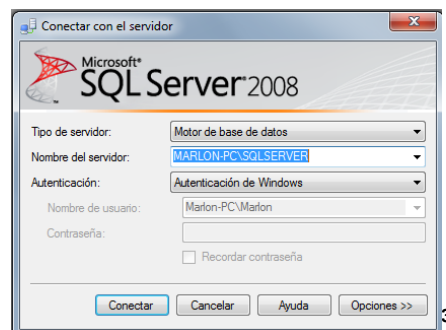 Conectar con el servidor
Microsoft®
SQL Server®2008
Tipo de servidor: Motor de base de datos
Nombre del servidor: MARLON-PC\SQLSERVER
Autenticación: Autenticación de Windows
Nombre de usuario: Marlon-PC\Marlon
Contraseña:
Recordar contraseña
Conectar Cancelar Ayuda Opciones >>